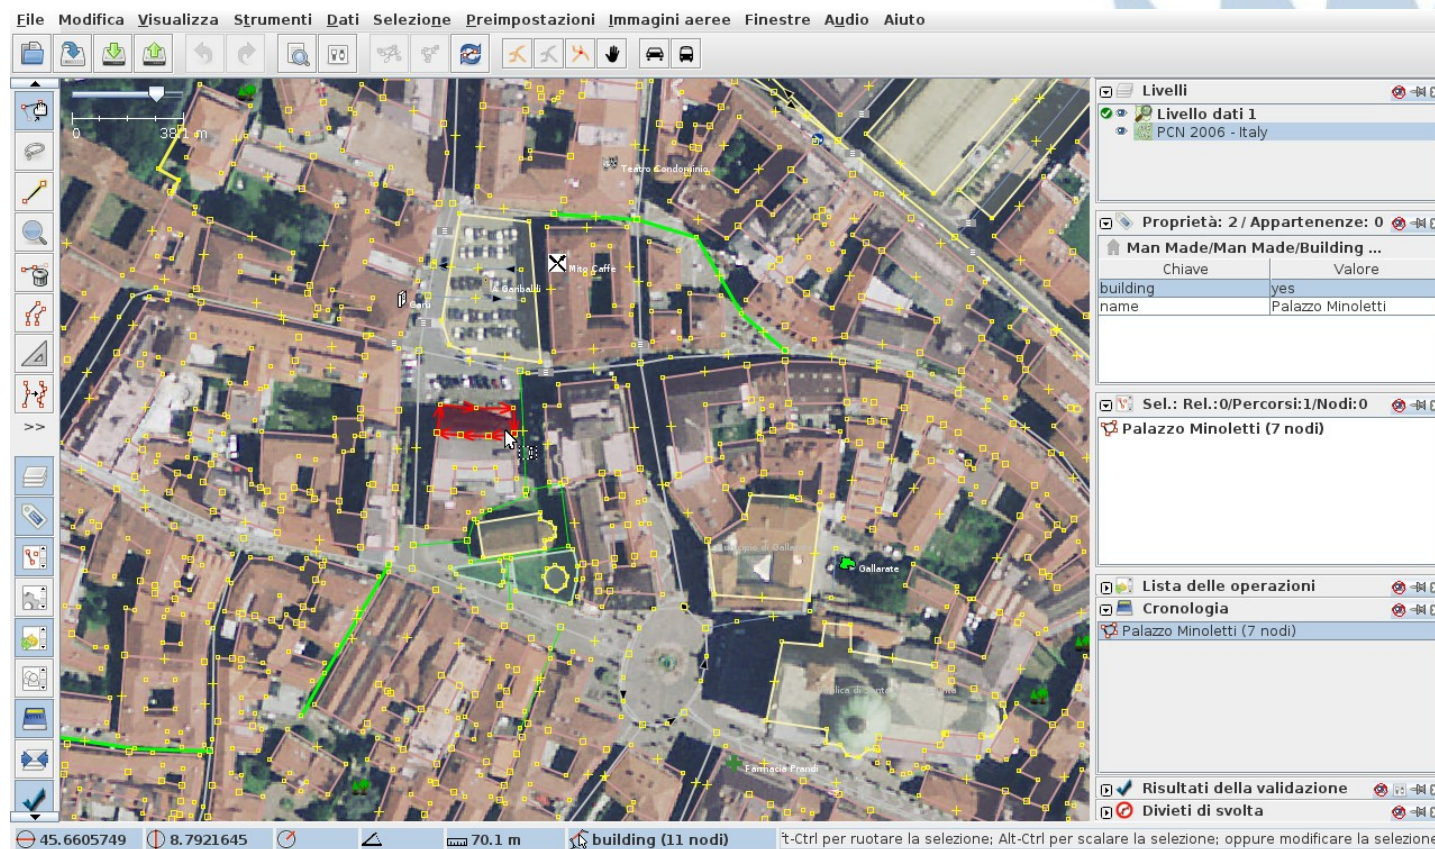 File Modifica Visualizza Strumenti Dati Selezione Preimpostazioni Immagini aeree Finestre Audio Aiuto
0 38.1 m
Livelli
Livello dati 1
PCN 2006 - Italy
Teatro Condominio
Proprietà: 2 / Appartenenze: 0
Man Made/Man Made/Building ...
Chiave Valore
building yes
name Palazzo Minoletti
Mito Caffe
Garibaldi
>>
Sel.: Rel.:0/Percorsi:1/Nodi:0
Palazzo Minoletti (7 nodi)
di Gallarate
Gallarate
Lista delle operazioni
Cronologia
Palazzo Minoletti (7 nodi)
Farmacia
Risultati della validazione
Divieti di svolta
45.6605749 8.7921645 70.1 m building (11 nodi) t-Ctrl per ruotare la selezione; Alt-Ctrl per scalare la selezione; oppure modificare la selezione